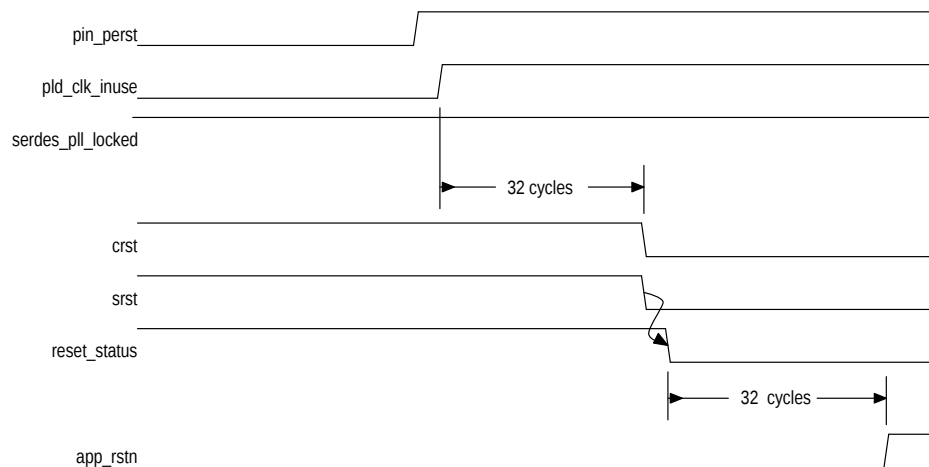 pin_perst
pld_clk_inuse
serdes_pll_locked
32 cycles
crst
srst
reset_status
32 cycles
app_rstn